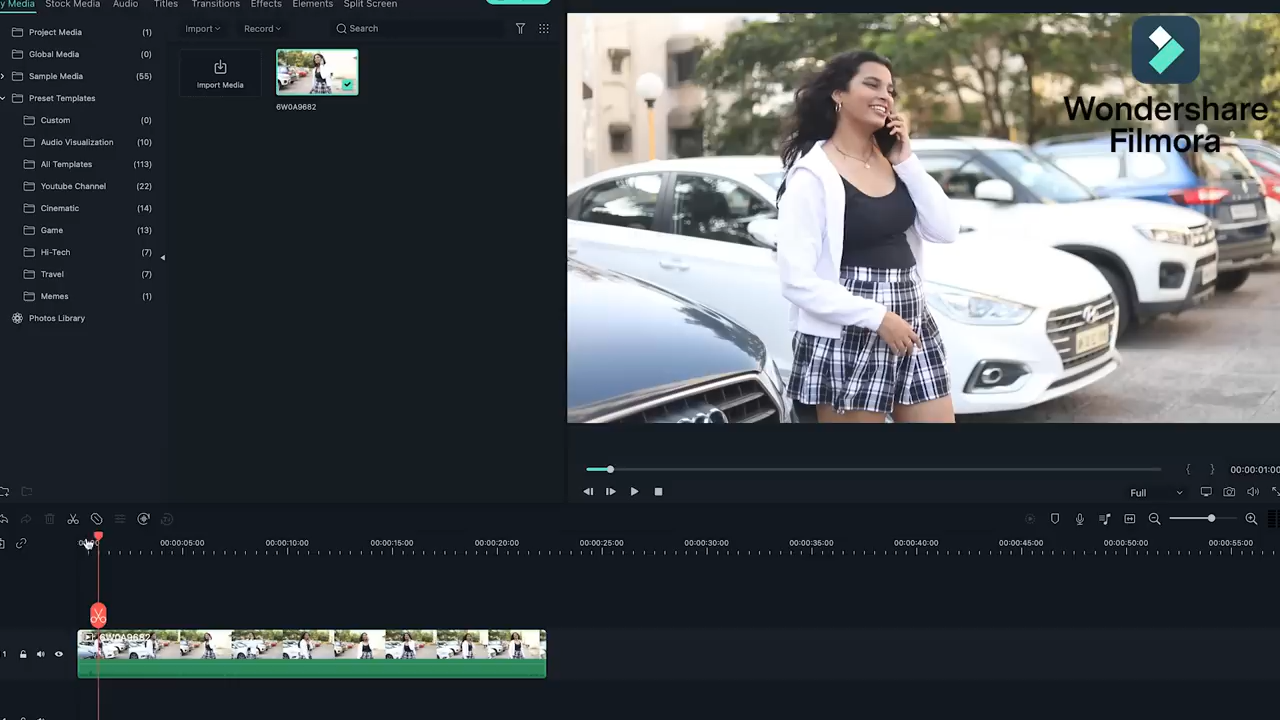 y Media Stock Media Audio Titles Transitions Effects Elements Split Screen
Import Record Search
Project Media (1)
Global Media (0)
Sample Media (55)
Preset Templates
Custom (0)
Audio Visualization (10)
All Templates (113)
Youtube Channel (22)
Cinematic (14)
Game (13)
Hi-Tech (7)
Travel (7)
Memes (1)
Photos Library
Import Media
6W0A9682
Wondershare
Filmora
00:00:01:00
Full
00:00:05:00 00:00:10:00 00:00:15:00 00:00:20:00 00:00:25:00 00:00:30:00 00:00:35:00 00:00:40:00 00:00:45:00 00:00:50:00 00:00:55:00
6W0A9682
1